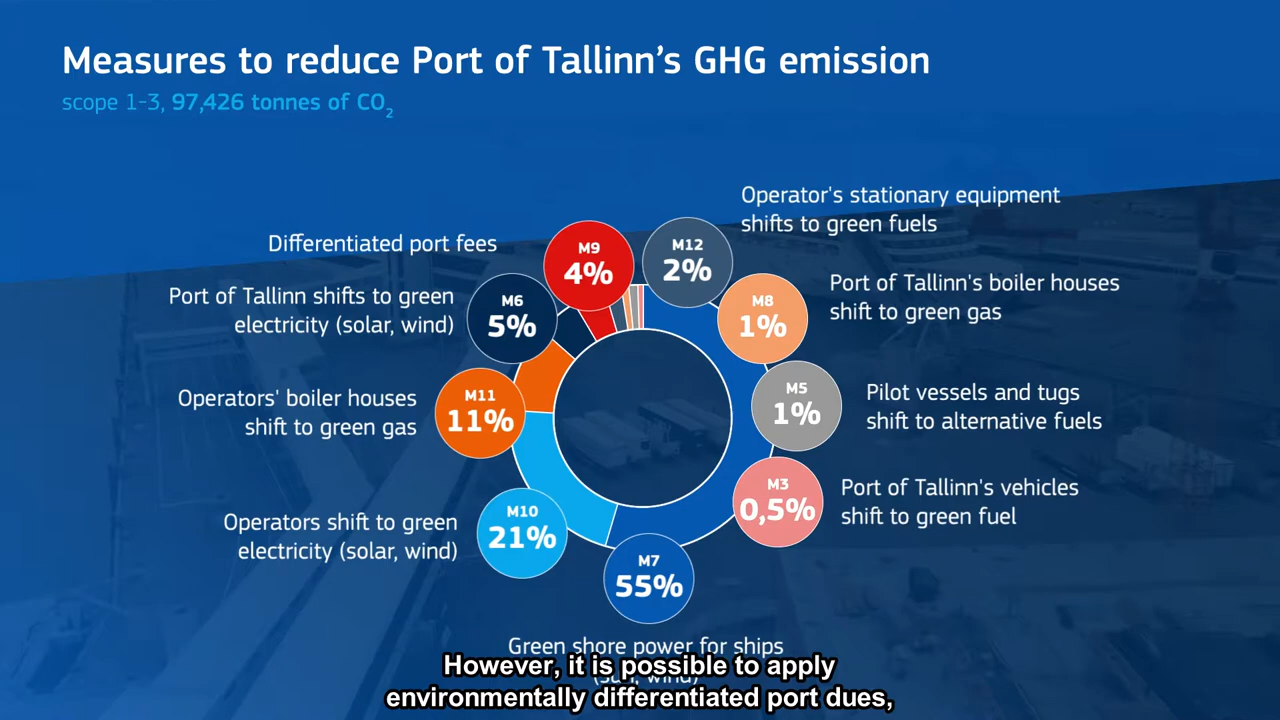 Measures to reduce Port of Tallinn's GHG emission
scope 1-3, 97,426 tonnes of CO₂
Operator's stationary equipment
shifts to green fuels
M12
2%
Differentiated port fees
M9
4%
Port of Tallinn's boiler houses
shift to green gas
M8
1%
Port of Tallinn shifts to green
electricity (solar, wind)
M6
5%
Pilot vessels and tugs
shift to alternative fuels
M5
1%
Operators' boiler houses
shift to green gas
M11
11%
Port of Tallinn's vehicles
shift to green fuel
M3
0,5%
Operators shift to green
electricity (solar, wind)
M10
21%
M7
55%
Green shore power for ships
(sun, wind)
However, it is possible to apply
environmentally differentiated port dues,